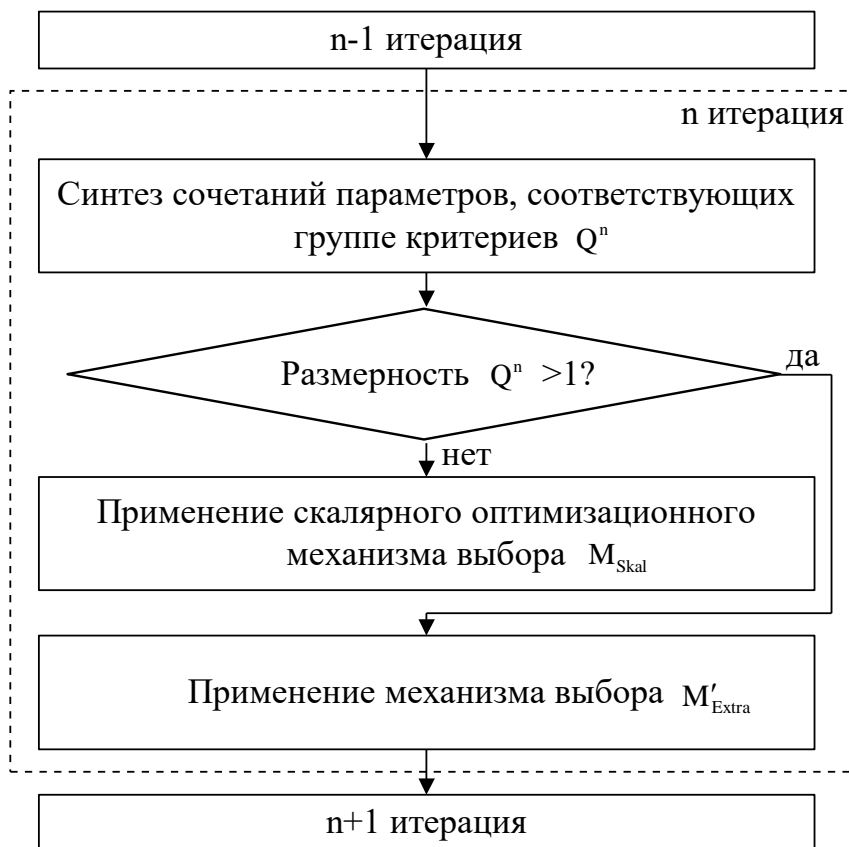 n-1 итерация
n итерация
Синтез сочетаний параметров, соответствующих
группе критериев Qⁿ
Размерность Qⁿ >1?
да
нет
Применение скалярного оптимизационного
механизма выбора M_Skal
Применение механизма выбора M′_Extra
n+1 итерация